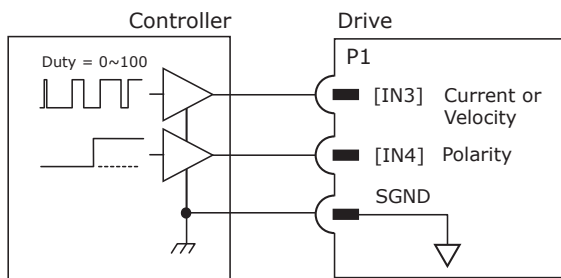 Controller
Drive
Duty = 0~100
P1
[IN3] Current or
Velocity
[IN4] Polarity
SGND